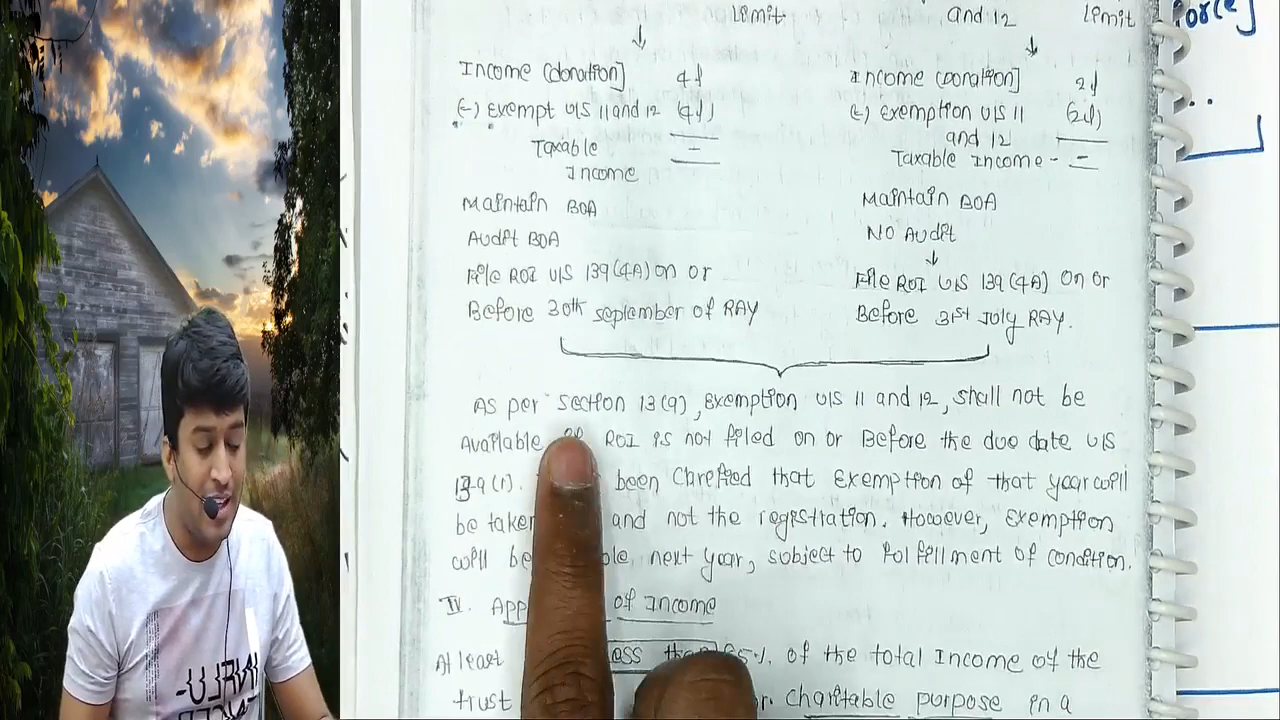 Limit
and 12 Limit
Income (donation] 4l
(-) Exempt U/S 11 and 12 (4l)
Taxable -
Income
Maintain BOA
Audit BOA
File ROI U/S 139(4A) on or
Before 30th september of RAY
Income (Donation] 2l
(-) Exemption U/S 11 (2l)
and 12
Taxable Income - -
Maintain BOA
NO Audit
File ROI U/S 139(4A) On or
Before 31st July RAY.
As per section 13(9), Exemption U/S 11 and 12, shall not be
Available ROI is not filed on or Before the due date U/S
139(1). been Clarified that Exemption of that year will
be taken and not the registration. However, Exemption
will be next year, subject to Fulfillment of condition.
IV. of Income
At least of the total Income of the
trust charitable purpose in a
force]